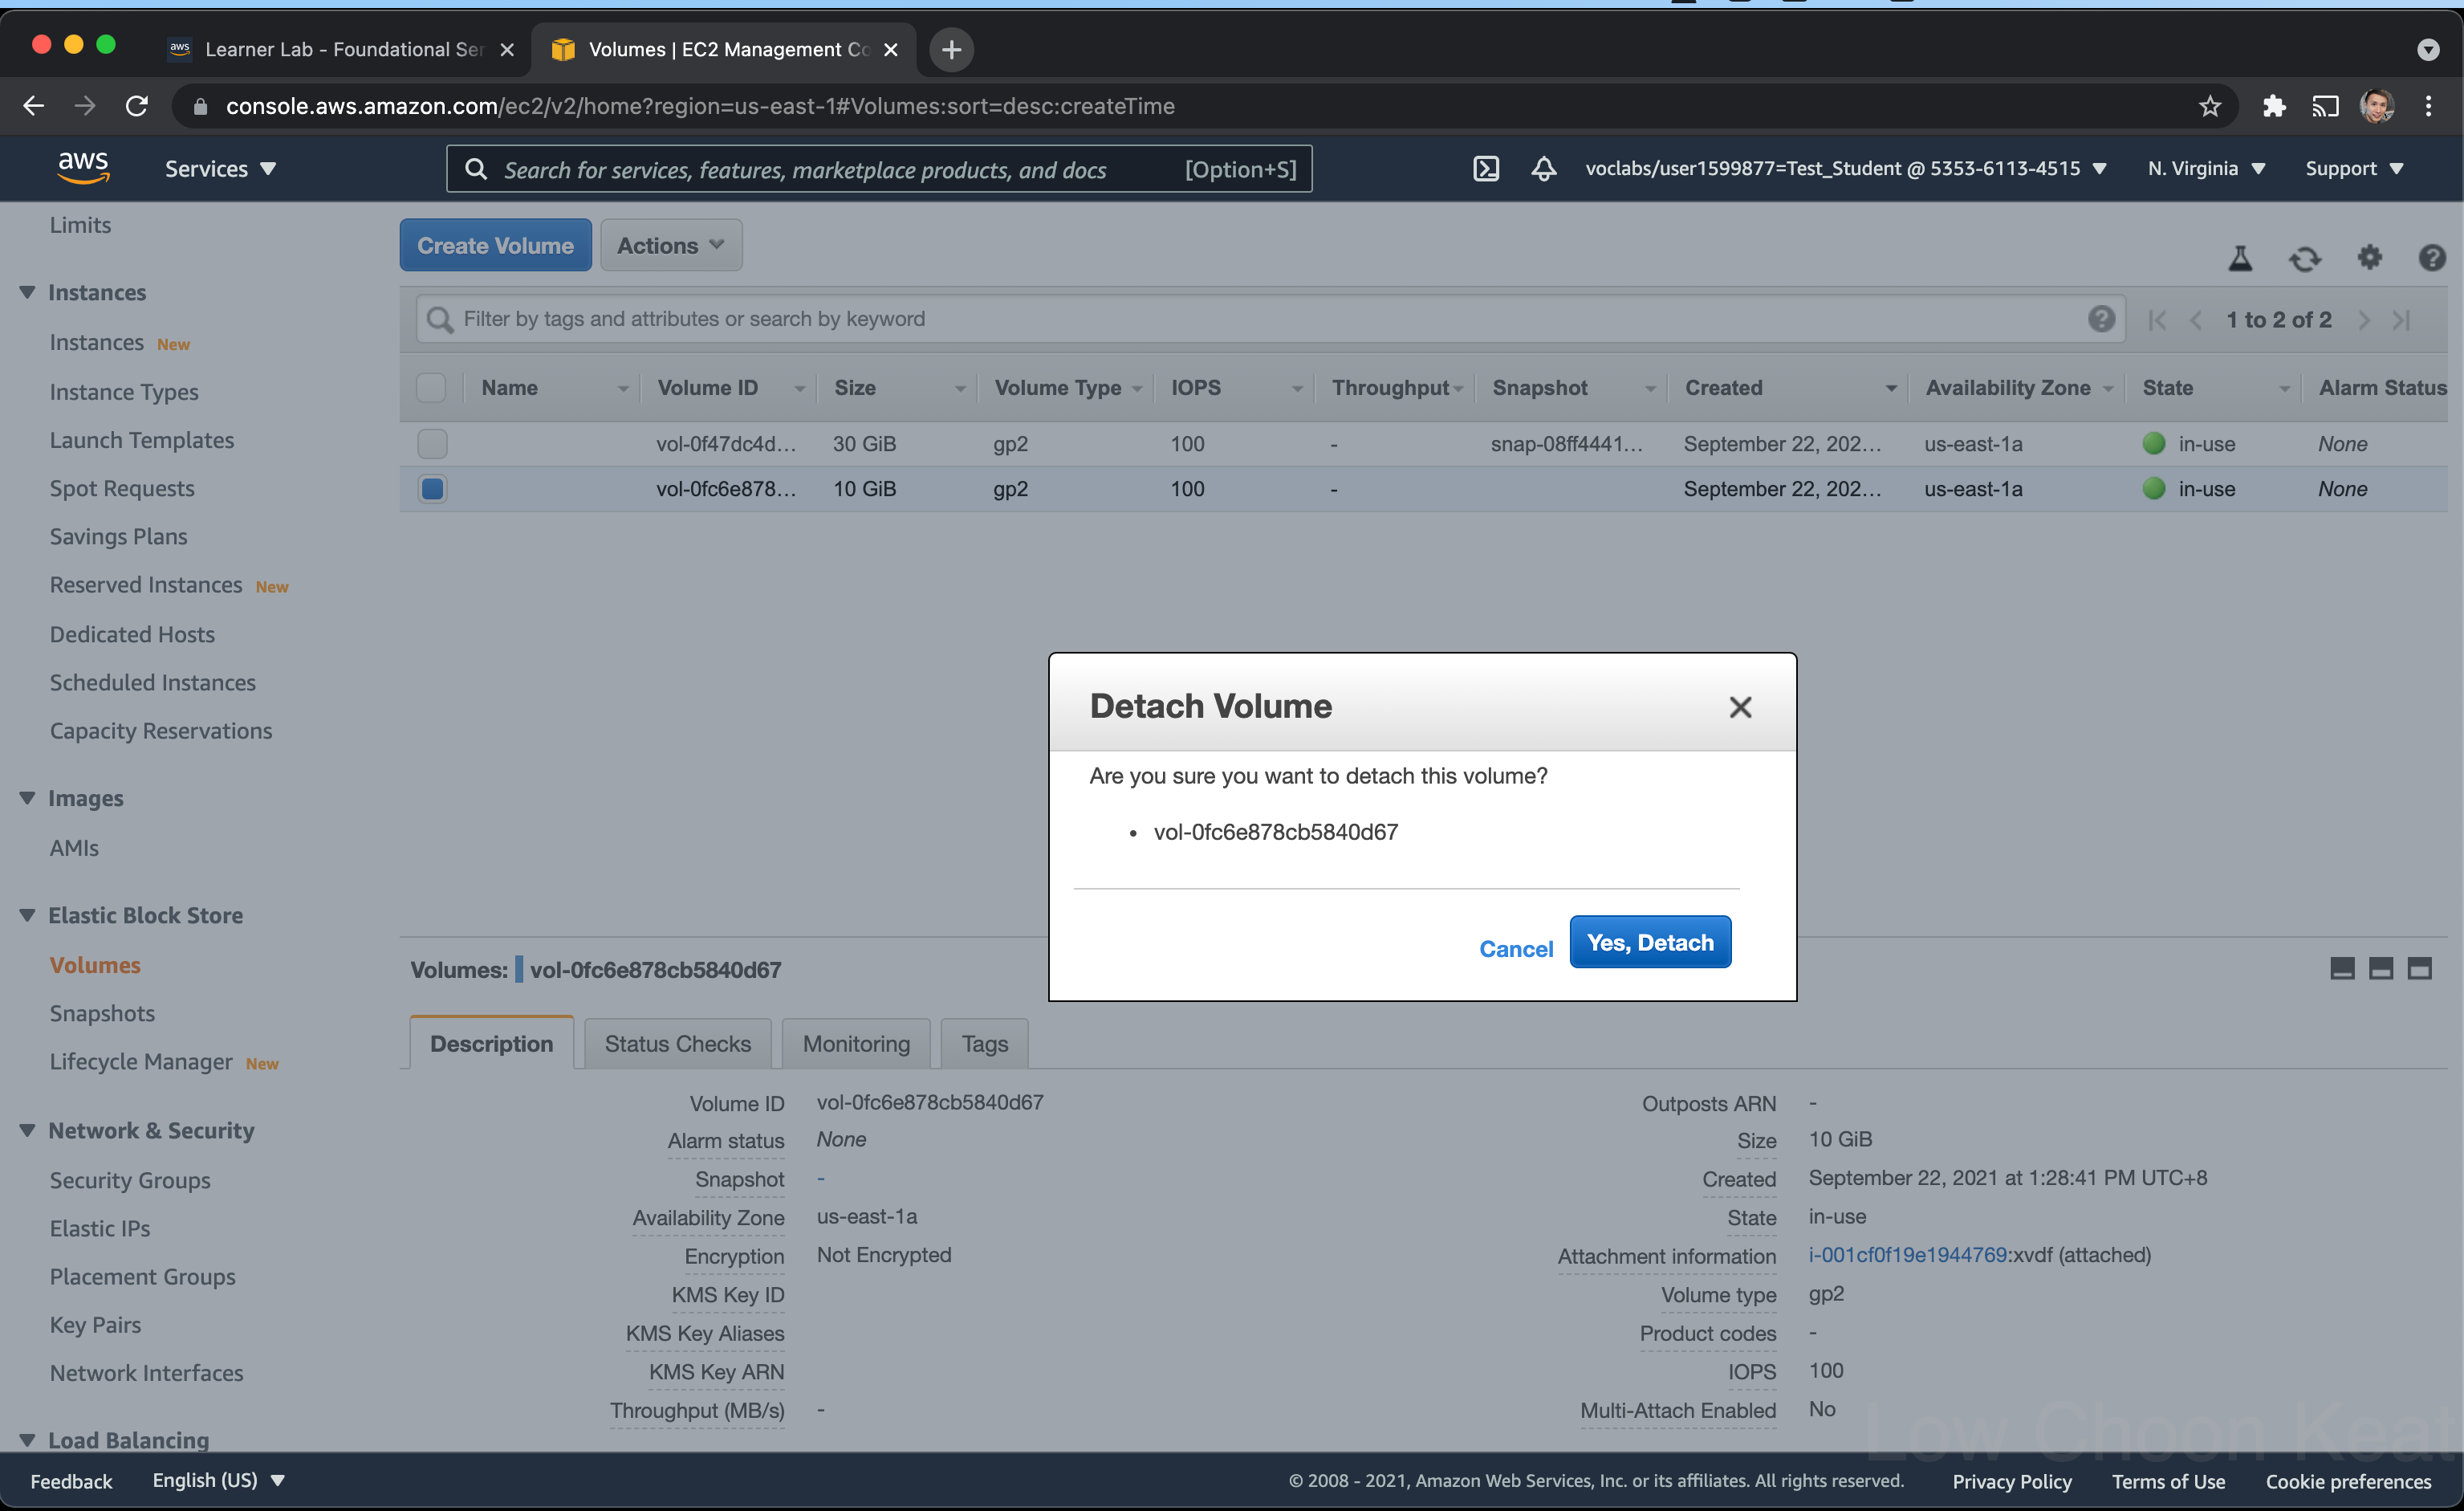 aws Learner Lab - Foundational Ser
Volumes | EC2 Management Co
console.aws.amazon.com/ec2/v2/home?region=us-east-1#Volumes:sort=desc:createTime
aws Services Search for services, features, marketplace products, and docs [Option+S] voclabs/user1599877=Test_Student @ 5353-6113-4515 N. Virginia Support
Limits
Instances
Instances New
Instance Types
Launch Templates
Spot Requests
Savings Plans
Reserved Instances New
Dedicated Hosts
Scheduled Instances
Capacity Reservations
Images
AMIs
Elastic Block Store
Volumes
Snapshots
Lifecycle Manager New
Network & Security
Security Groups
Elastic IPs
Placement Groups
Key Pairs
Network Interfaces
Load Balancing
Create Volume Actions
Filter by tags and attributes or search by keyword 1 to 2 of 2
Name Volume ID Size Volume Type IOPS Throughput Snapshot Created Availability Zone State Alarm Status
vol-0f47dc4d... 30 GiB gp2 100 - snap-08ff4441... September 22, 202... us-east-1a in-use None
vol-0fc6e878... 10 GiB gp2 100 - September 22, 202... us-east-1a in-use None
Detach Volume
Are you sure you want to detach this volume?
• vol-0fc6e878cb5840d67
Cancel Yes, Detach
Volumes: vol-0fc6e878cb5840d67
Description Status Checks Monitoring Tags
Volume ID vol-0fc6e878cb5840d67 Outposts ARN -
Alarm status None Size 10 GiB
Snapshot - Created September 22, 2021 at 1:28:41 PM UTC+8
Availability Zone us-east-1a State in-use
Encryption Not Encrypted Attachment information i-001cf0f19e1944769:xvdf (attached)
KMS Key ID Volume type gp2
KMS Key Aliases Product codes -
KMS Key ARN IOPS 100
Throughput (MB/s) - Multi-Attach Enabled No
Low Choon Keat
Feedback English (US) © 2008 - 2021, Amazon Web Services, Inc. or its affiliates. All rights reserved. Privacy Policy Terms of Use Cookie preferences